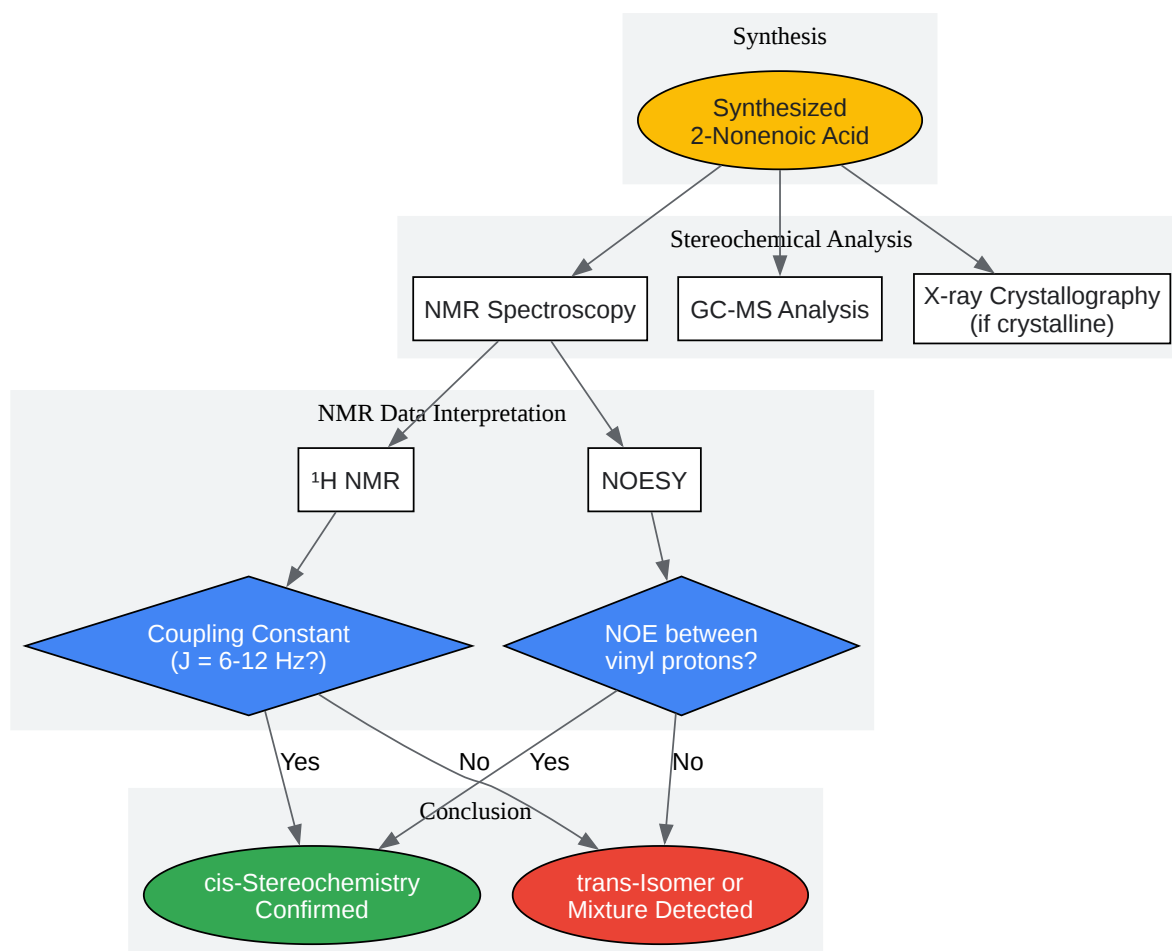 Synthesis
Synthesized
2-Nonenoic Acid
Stereochemical Analysis
NMR Spectroscopy
GC-MS Analysis
X-ray Crystallography
(if crystalline)
NMR Data Interpretation
¹H NMR
NOESY
Coupling Constant
(J = 6-12 Hz?)
NOE between
vinyl protons?
Yes
No
Yes
No
Conclusion
cis-Stereochemistry
Confirmed
trans-Isomer or
Mixture Detected